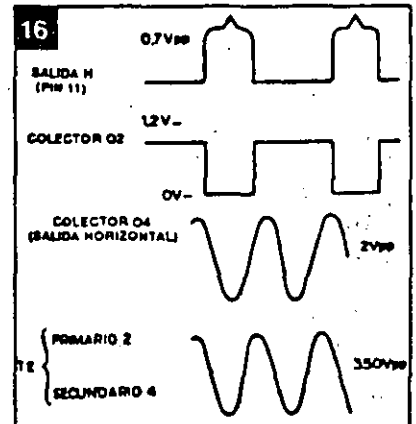 16
0,7Vpp
SALIDA H
(PIN 11)
1,2V-
COLECTOR Q2
0V-
COLECTOR Q4
(SALIDA HORIZONTAL)
2Vpp
PRIMARIO 2
350Vpp
SECUNDARIO 4